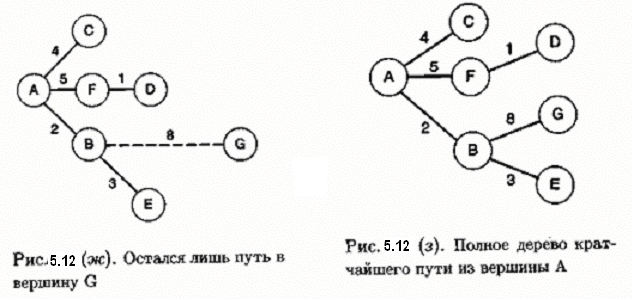 C
4
A
5
F
1
D
2
B
8
G
3
E
Рис.5.12 (ж). Остался лишь путь в
вершину G
C
4
1
D
A
5
F
2
8
G
B
3
E
Рис. 5.12 (з). Полное дерево крат-
чайшего пути из вершины A